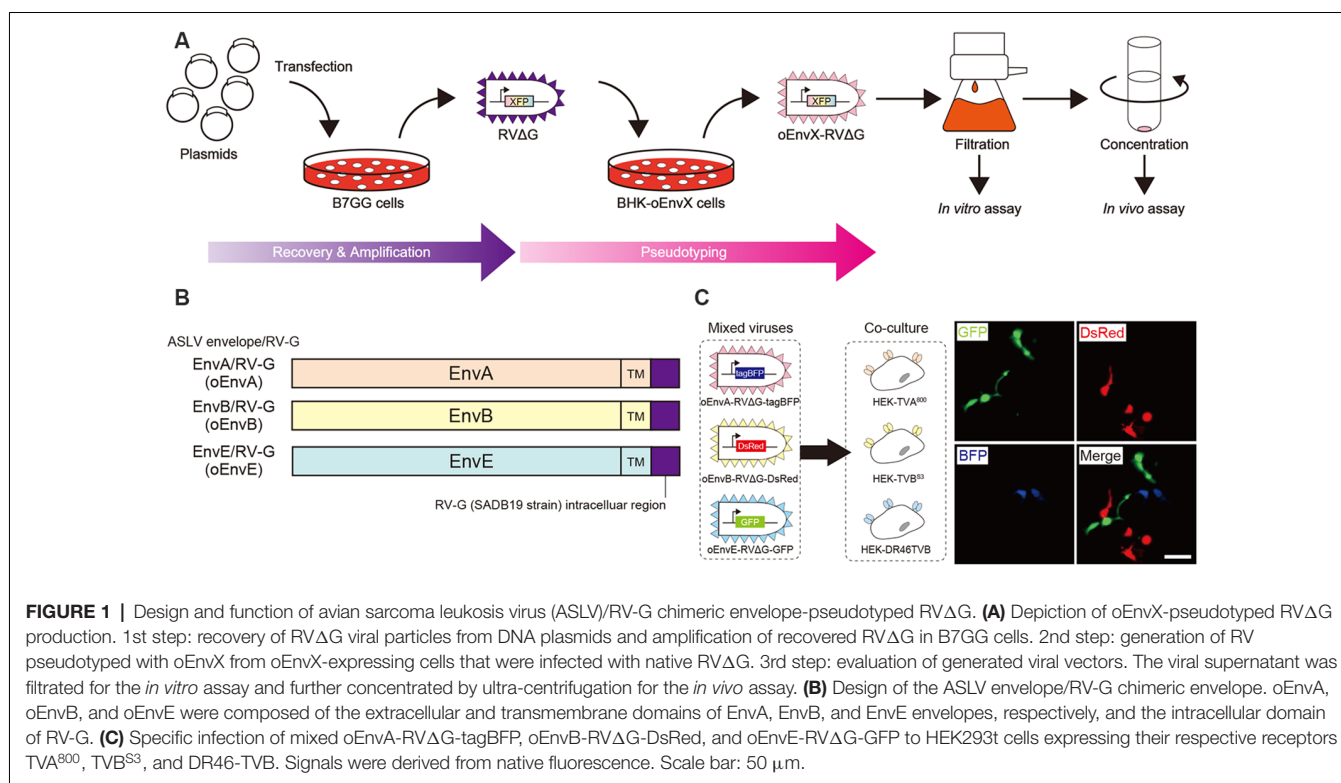 A
Transfection
Plasmids
B7GG cells
XFP
RVΔG
BHK-oEnvX cells
XFP
oEnvX-RVΔG
Filtration
Concentration
In vitro assay
In vivo assay
Recovery & Amplification
Pseudotyping
B
ASLV envelope/RV-G
EnvA/RV-G
(oEnvA)
EnvA
TM
EnvB/RV-G
(oEnvB)
EnvB
TM
EnvE/RV-G
(oEnvE)
EnvE
TM
RV-G (SADB19 strain) intracelluar region
C
Mixed viruses
tagBFP
oEnvA-RVΔG-tagBFP
DsRed
oEnvB-RVΔG-DsRed
GFP
oEnvE-RVΔG-GFP
Co-culture
HEK-TVA⁸⁰⁰
HEK-TVBˢ³
HEK-DR46TVB
GFP
DsRed
BFP
Merge
FIGURE 1 | Design and function of avian sarcoma leukosis virus (ASLV)/RV-G chimeric envelope-pseudotyped RVΔG. (A) Depiction of oEnvX-pseudotyped RVΔG
production. 1st step: recovery of RVΔG viral particles from DNA plasmids and amplification of recovered RVΔG in B7GG cells. 2nd step: generation of RV
pseudotyped with oEnvX from oEnvX-expressing cells that were infected with native RVΔG. 3rd step: evaluation of generated viral vectors. The viral supernatant was
filtrated for the in vitro assay and further concentrated by ultra-centrifugation for the in vivo assay. (B) Design of the ASLV envelope/RV-G chimeric envelope. oEnvA,
oEnvB, and oEnvE were composed of the extracellular and transmembrane domains of EnvA, EnvB, and EnvE envelopes, respectively, and the intracellular domain
of RV-G. (C) Specific infection of mixed oEnvA-RVΔG-tagBFP, oEnvB-RVΔG-DsRed, and oEnvE-RVΔG-GFP to HEK293t cells expressing their respective receptors
TVA⁸⁰⁰, TVBˢ³, and DR46-TVB. Signals were derived from native fluorescence. Scale bar: 50 μm.